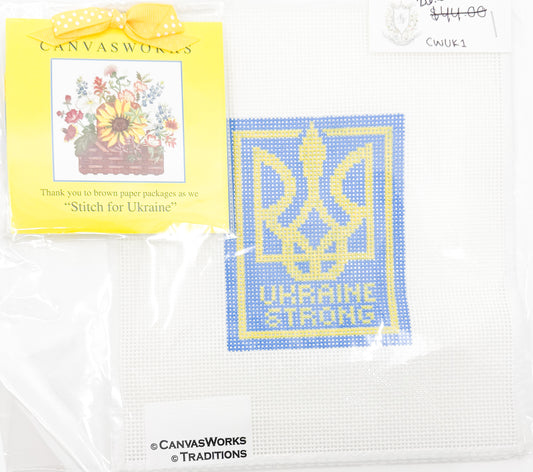 $44.00
CWUK1
CANVASWORKS
Thank you to brown paper packages as we
"Stitch for Ukraine"
UKRAINE
STRONG
© CANVASWORKS
© TRADITIONS